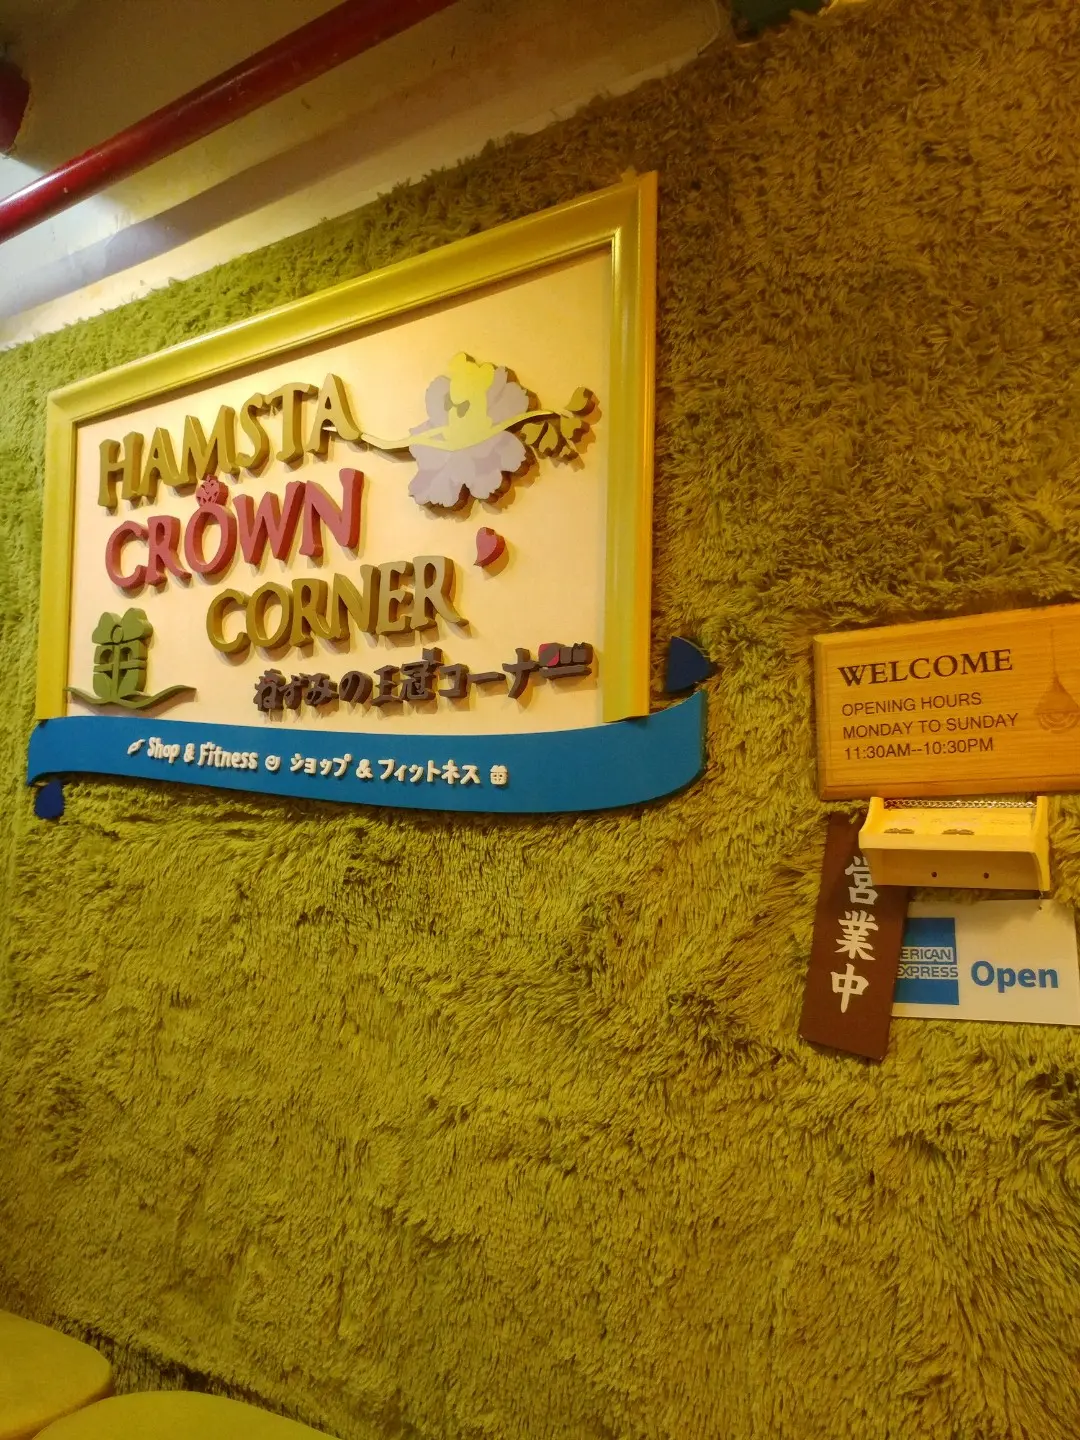 HAMSTA
CROWN
CORNER
ねずみの王冠コーナー
Shop & Fitness ショップ & フィットネス
WELCOME
OPENING HOURS
MONDAY TO SUNDAY
11:30AM--10:30PM
営業中
ERICAN
EXPRESS
Open